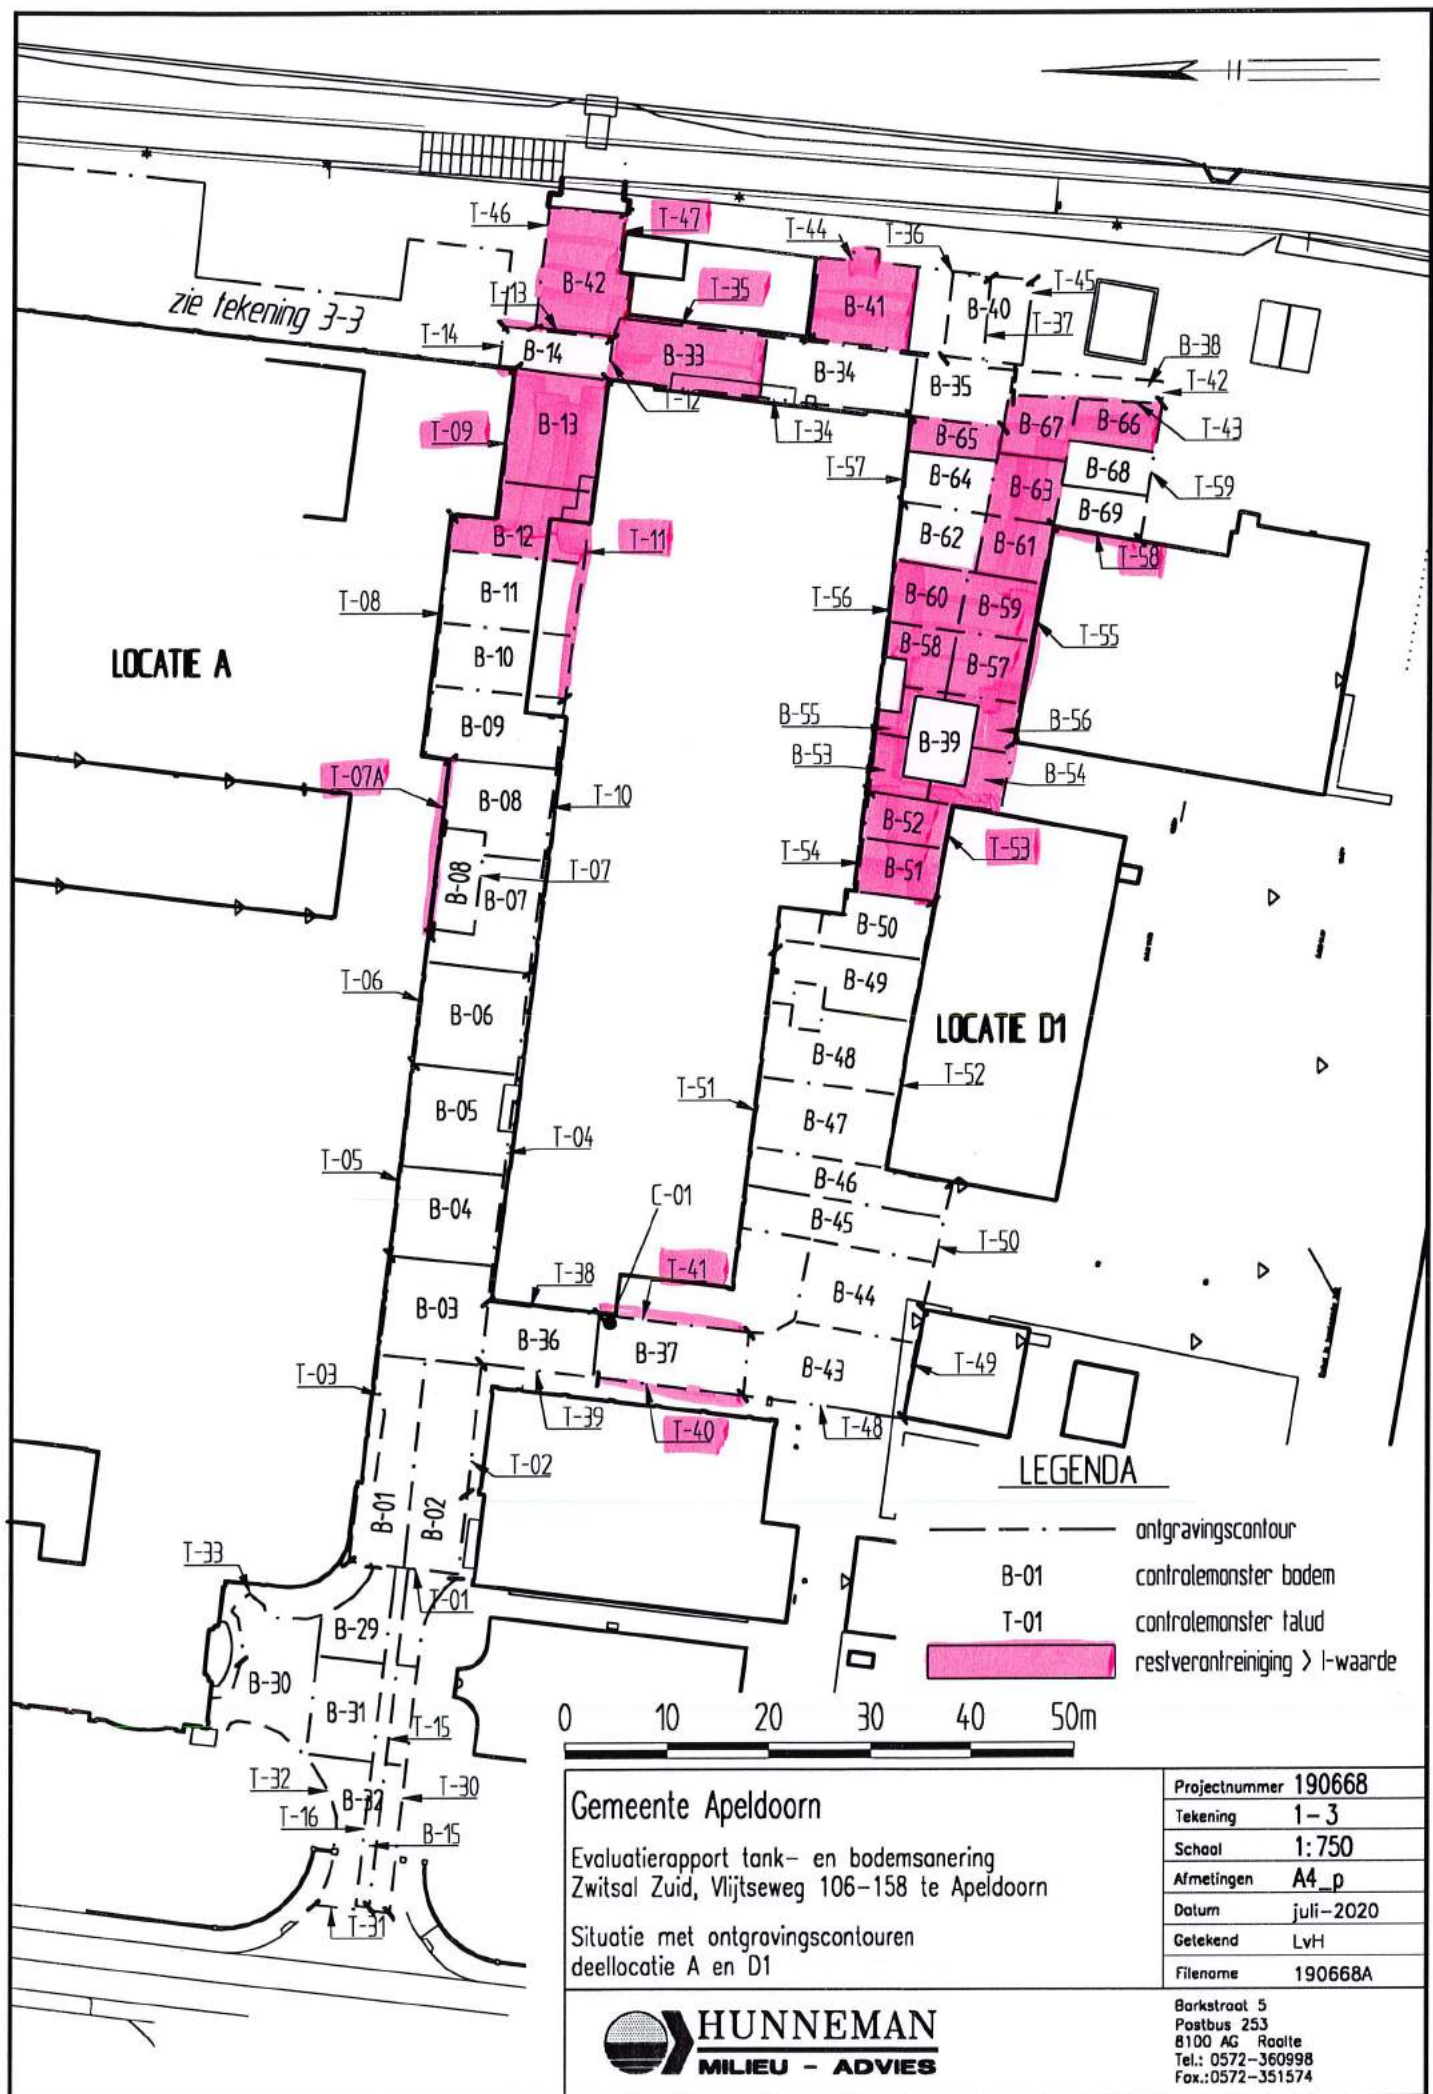 T-46
T-47
T-44
T-36
B-42
T-13
T-35
B-41
B-40
T-45
T-37
zie tekening 3-3
T-14
B-14
B-33
B-34
B-38
T-42
B-35
T-12
T-34
T-09
B-13
B-65
B-67
B-66
T-43
T-57
B-64
B-63
B-68
T-59
B-69
B-12
T-11
B-62
B-61
T-58
T-08
B-11
T-56
B-60
B-59
T-55
LOCATIE A
B-10
B-58
B-57
B-09
B-55
B-39
B-56
T-07A
B-53
B-54
B-08
T-10
B-52
T-53
T-54
B-51
B-08
T-07
B-07
B-50
T-06
B-49
B-06
LOCATIE D1
B-48
T-52
T-51
B-05
B-47
T-04
T-05
B-46
C-01
B-04
B-45
T-50
T-41
T-38
B-44
B-03
B-36
B-37
B-43
T-49
T-03
T-39
T-40
T-48
T-02
B-01
B-02
LEGENDA
ontgravingscontour
B-01
controlemonster bodem
T-01
controlemonster talud
restverontreiniging > I-waarde
T-33
T-01
B-29
B-30
B-31
T-15
T-32
B-32
T-30
T-16
B-15
T-31
0 10 20 30 40 50m
Gemeente Apeldoorn
Evaluatierapport tank- en bodemsanering
Zwitsal Zuid, Vlijtseweg 106-158 te Apeldoorn
Situatie met ontgravingscontouren
deellocatie A en D1
Projectnummer 190668
Tekening 1-3
Schaal 1:750
Afmetingen A4_p
Datum juli-2020
Getekend LvH
Filename 190668A
HUNNEMAN
MILIEU - ADVIES
Barkstraat 5
Postbus 253
8100 AG Raalte
Tel.: 0572-360998
Fax.:0572-351574